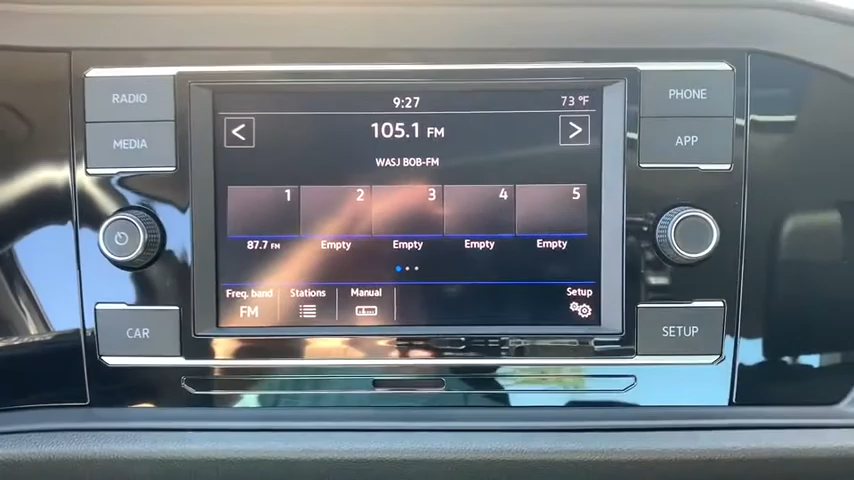 RADIO
MEDIA
CAR
9:27
73 °F
<
105.1 FM
>
WASJ BOB-FM
1 2 3 4 5
87.7 FM Empty Empty Empty Empty
Freq. band Stations Manual Setup
FM
PHONE
APP
SETUP